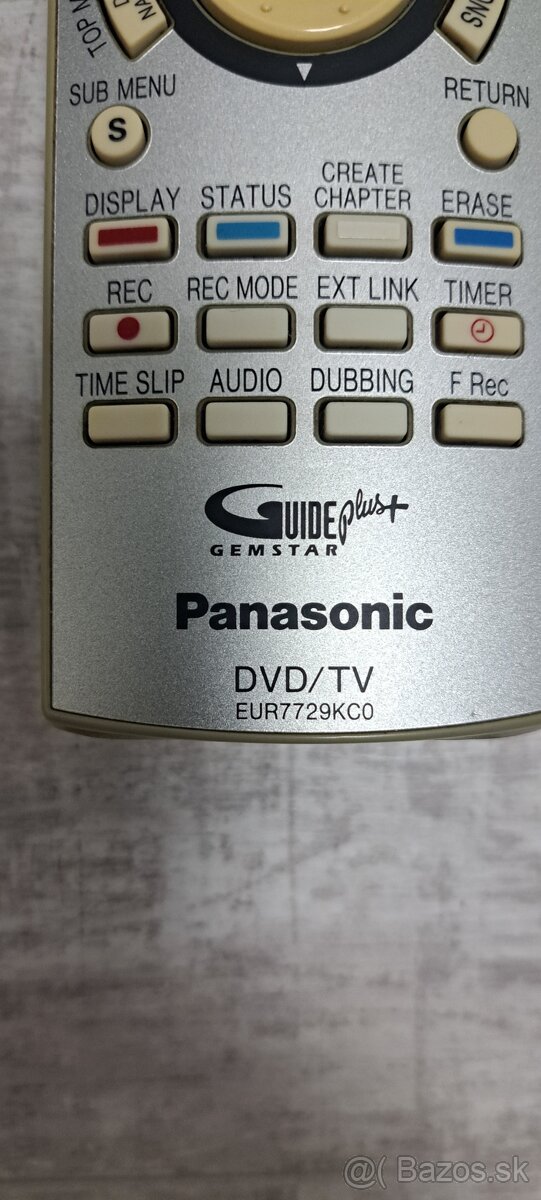 TOP M
SUB MENU
RETURN
S
DISPLAY STATUS CREATE CHAPTER ERASE
REC REC MODE EXT LINK TIMER
TIME SLIP AUDIO DUBBING F Rec
GUIDE plus+
GEMSTAR
Panasonic
DVD/TV
EUR7729KC0
@( Bazos.sk